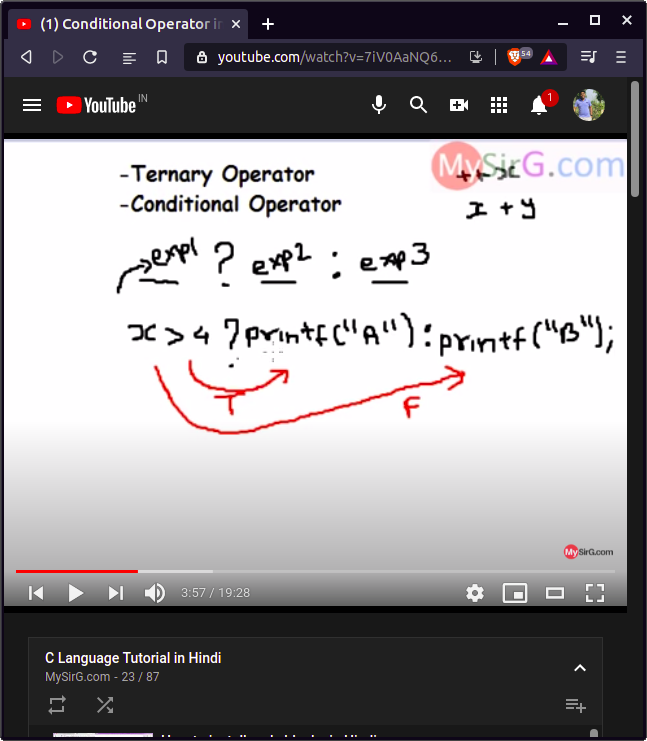 (1) Conditional Operator in
youtube.com/watch?v=7iV0AaNQ6...
54
YouTube IN
1
MySirG.com
-Ternary Operator
++x
-Conditional Operator
x + y
exp1 ? exp2 : exp3
x > 4 ? printf("A") : printf("B");
T
F
MySirG.com
3:57 / 19:28
C Language Tutorial in Hindi
MySirG.com - 23 / 87